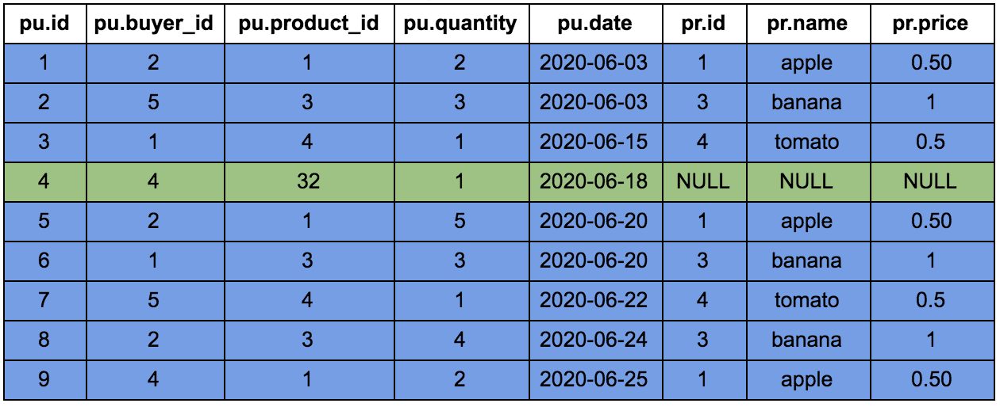 pu.id pu.buyer_id pu.product_id pu.quantity pu.date pr.id pr.name pr.price
1 2 1 2 2020-06-03 1 apple 0.50
2 5 3 3 2020-06-03 3 banana 1
3 1 4 1 2020-06-15 4 tomato 0.5
4 4 32 1 2020-06-18 NULL NULL NULL
5 2 1 5 2020-06-20 1 apple 0.50
6 1 3 3 2020-06-20 3 banana 1
7 5 4 1 2020-06-22 4 tomato 0.5
8 2 3 4 2020-06-24 3 banana 1
9 4 1 2 2020-06-25 1 apple 0.50